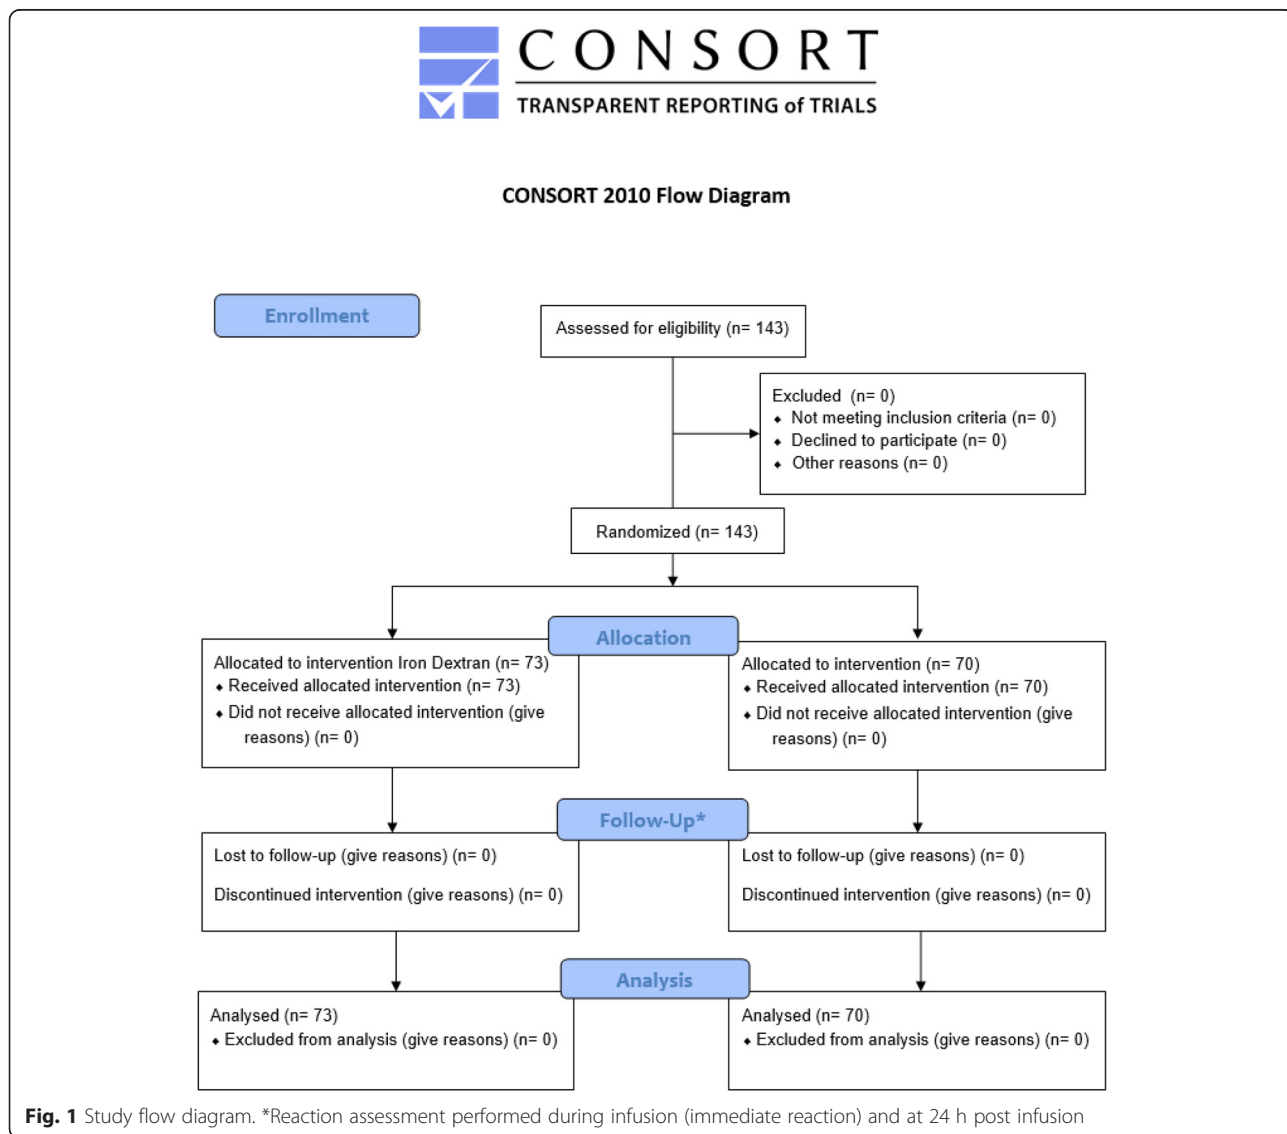 CONSORT
TRANSPARENT REPORTING of TRIALS
CONSORT 2010 Flow Diagram
Enrollment
Assessed for eligibility (n= 143)
Excluded (n= 0)
⬥ Not meeting inclusion criteria (n= 0)
⬥ Declined to participate (n= 0)
⬥ Other reasons (n= 0)
Randomized (n= 143)
Allocation
Allocated to intervention Iron Dextran (n= 73)
⬥ Received allocated intervention (n= 73)
⬥ Did not receive allocated intervention (give
reasons) (n= 0)
Allocated to intervention (n= 70)
⬥ Received allocated intervention (n= 70)
⬥ Did not receive allocated intervention (give
reasons) (n= 0)
Follow-Up*
Lost to follow-up (give reasons) (n= 0)
Discontinued intervention (give reasons) (n= 0)
Lost to follow-up (give reasons) (n= 0)
Discontinued intervention (give reasons) (n= 0)
Analysis
Analysed (n= 73)
⬥ Excluded from analysis (give reasons) (n= 0)
Analysed (n= 70)
⬥ Excluded from analysis (give reasons) (n= 0)
Fig. 1 Study flow diagram. *Reaction assessment performed during infusion (immediate reaction) and at 24 h post infusion